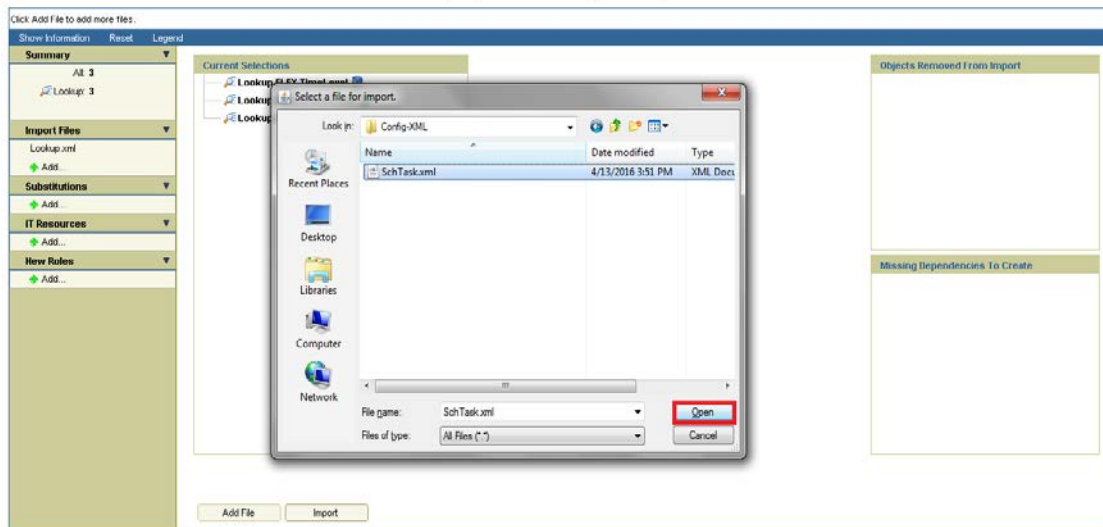 Click Add File to add more files.
Show Information Reset Legend
Summary
All: 3
Lookup: 3
Import Files
Lookup.xml
Add...
Substitutions
Add...
IT Resources
Add...
New Rules
Add...
Current Selections
Lookup.FLEX.TimeLevel
Lookup
Lookup
Select a file for import.
Look in: Config-XML
Name Date modified Type
SchTask.xml 4/13/2016 3:51 PM XML Docu
Recent Places
Desktop
Libraries
Computer
Network
File name: SchTask.xml Open
Files of type: All Files (*.*) Cancel
Objects Removed From Import
Missing Dependencies To Create
Add File Import